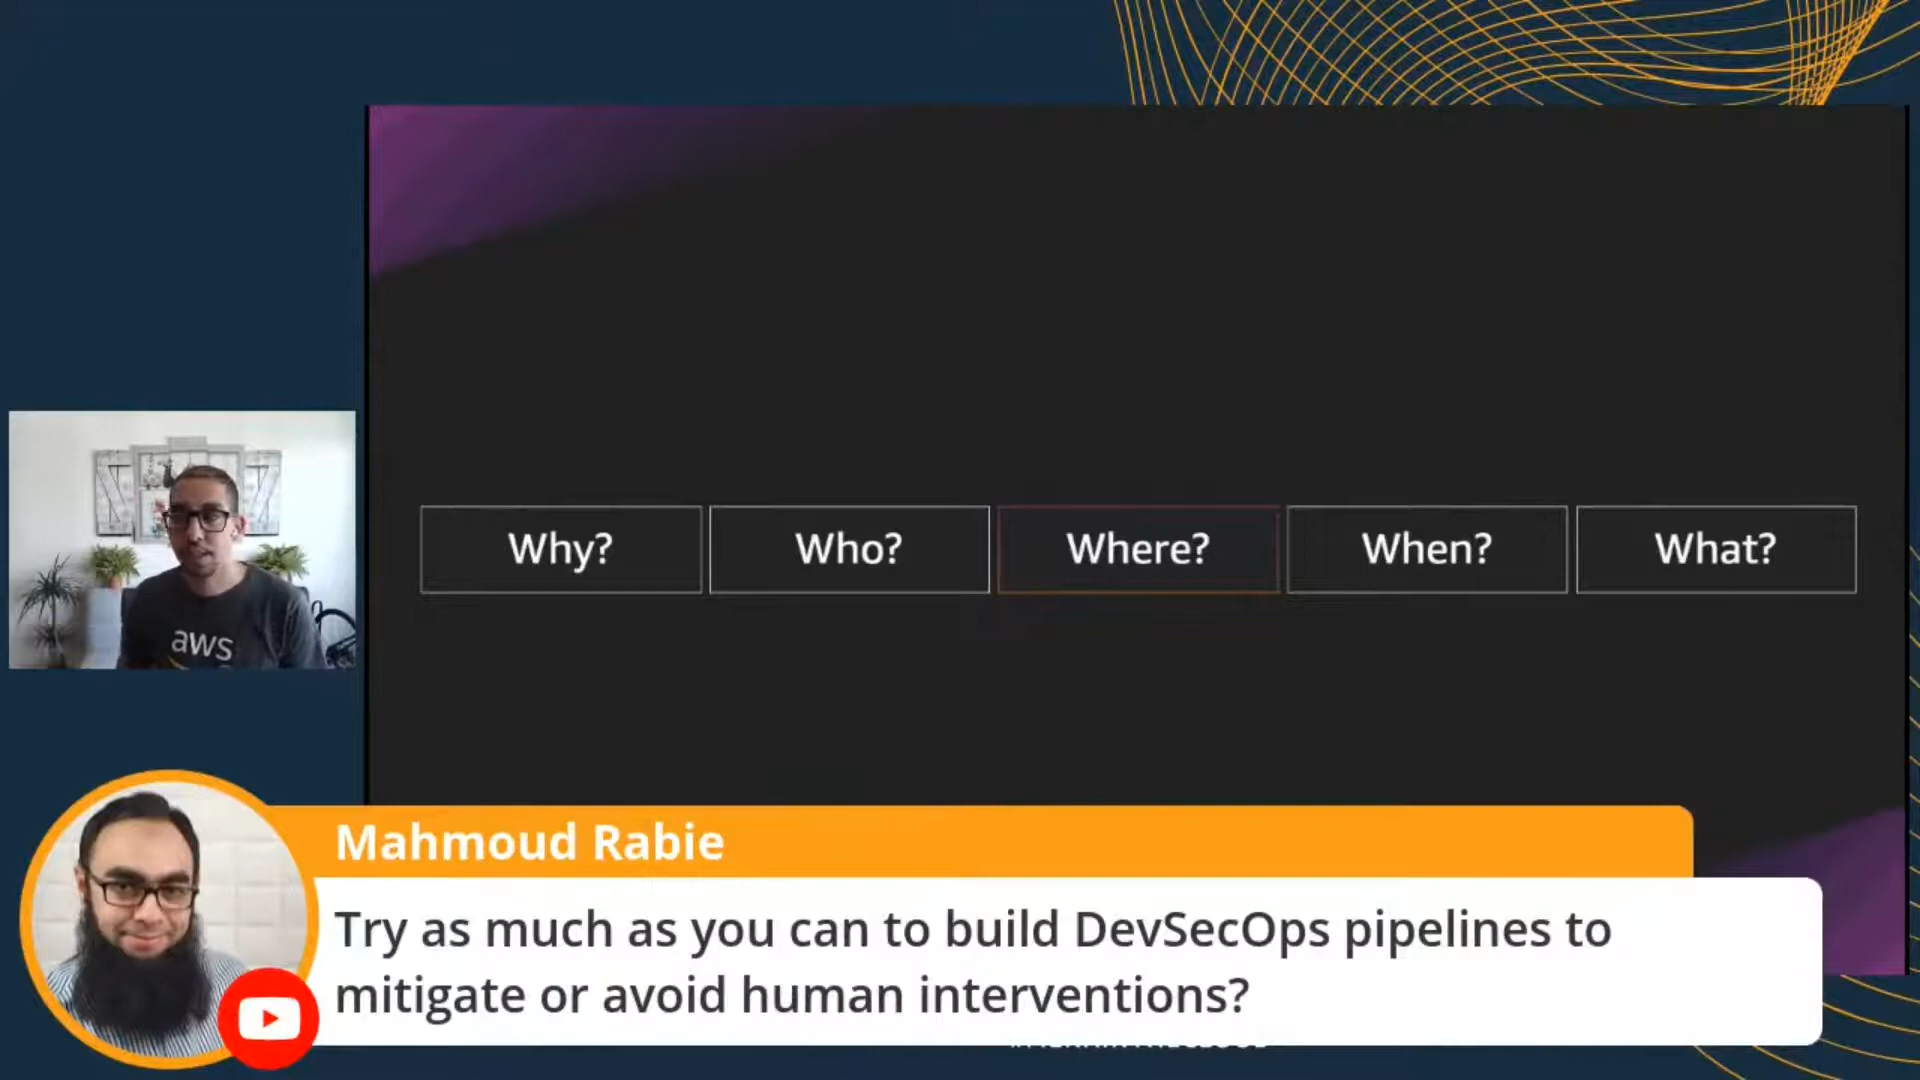 Why?
Who?
Where?
When?
What?
aws
Mahmoud Rabie
Try as much as you can to build DevSecOps pipelines to
mitigate or avoid human interventions?